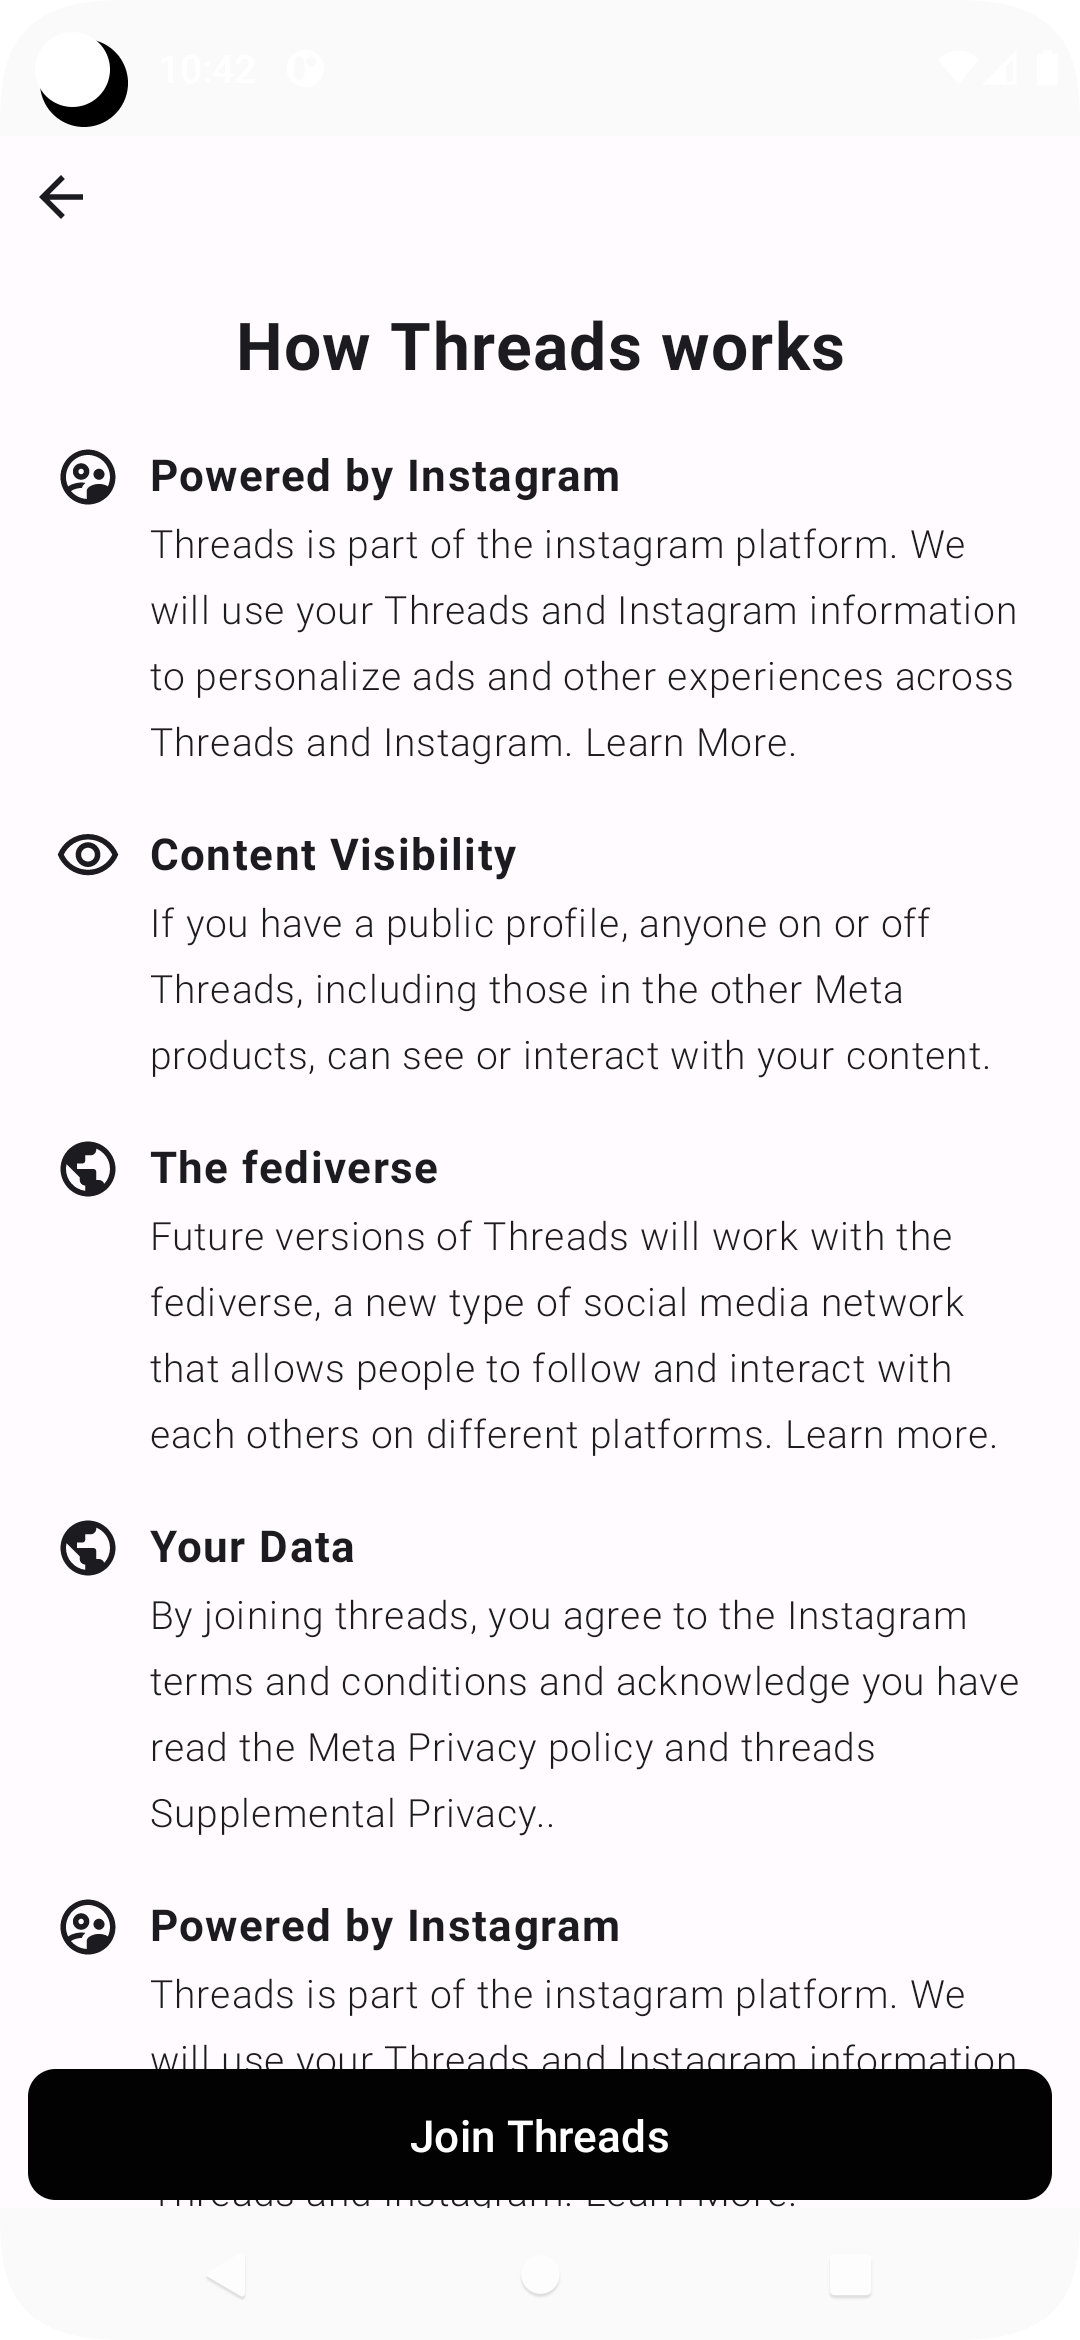 10:42
How Threads works
Powered by Instagram
Threads is part of the instagram platform. We
will use your Threads and Instagram information
to personalize ads and other experiences across
Threads and Instagram. Learn More.
Content Visibility
If you have a public profile, anyone on or off
Threads, including those in the other Meta
products, can see or interact with your content.
The fediverse
Future versions of Threads will work with the
fediverse, a new type of social media network
that allows people to follow and interact with
each others on different platforms. Learn more.
Your Data
By joining threads, you agree to the Instagram
terms and conditions and acknowledge you have
read the Meta Privacy policy and threads
Supplemental Privacy..
Powered by Instagram
Threads is part of the instagram platform. We
will use your Threads and Instagram information
Join Threads
Threads and Instagram. Learn More.